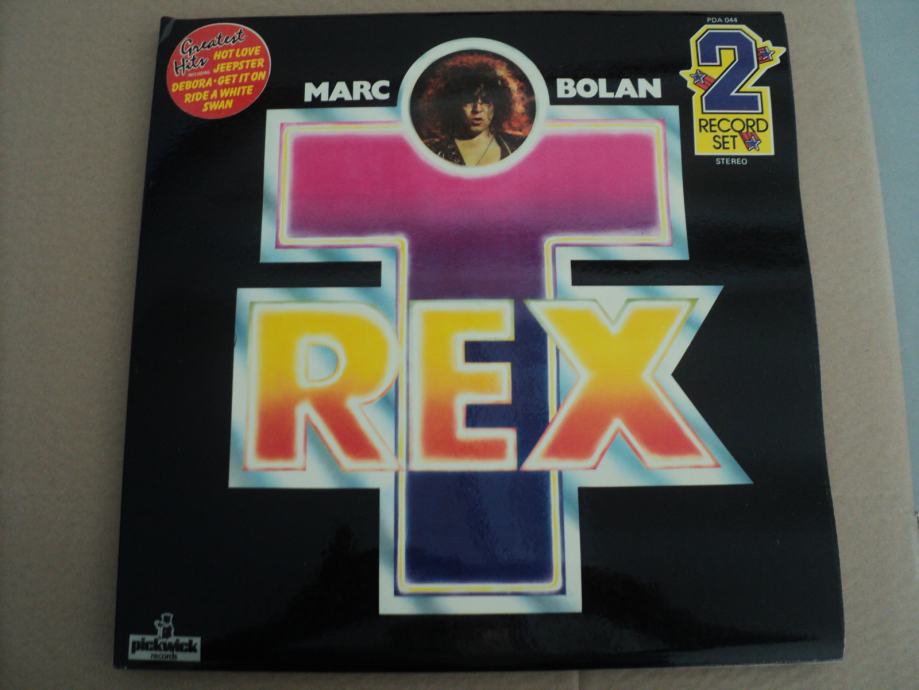 Greatest
Hits
INCLUDING
HOT LOVE
JEEPSTER
DEBORA · GET IT ON
RIDE A WHITE
SWAN
MARC BOLAN
PDA 044
2
RECORD
SET
STEREO
T
REX
pickwick
records